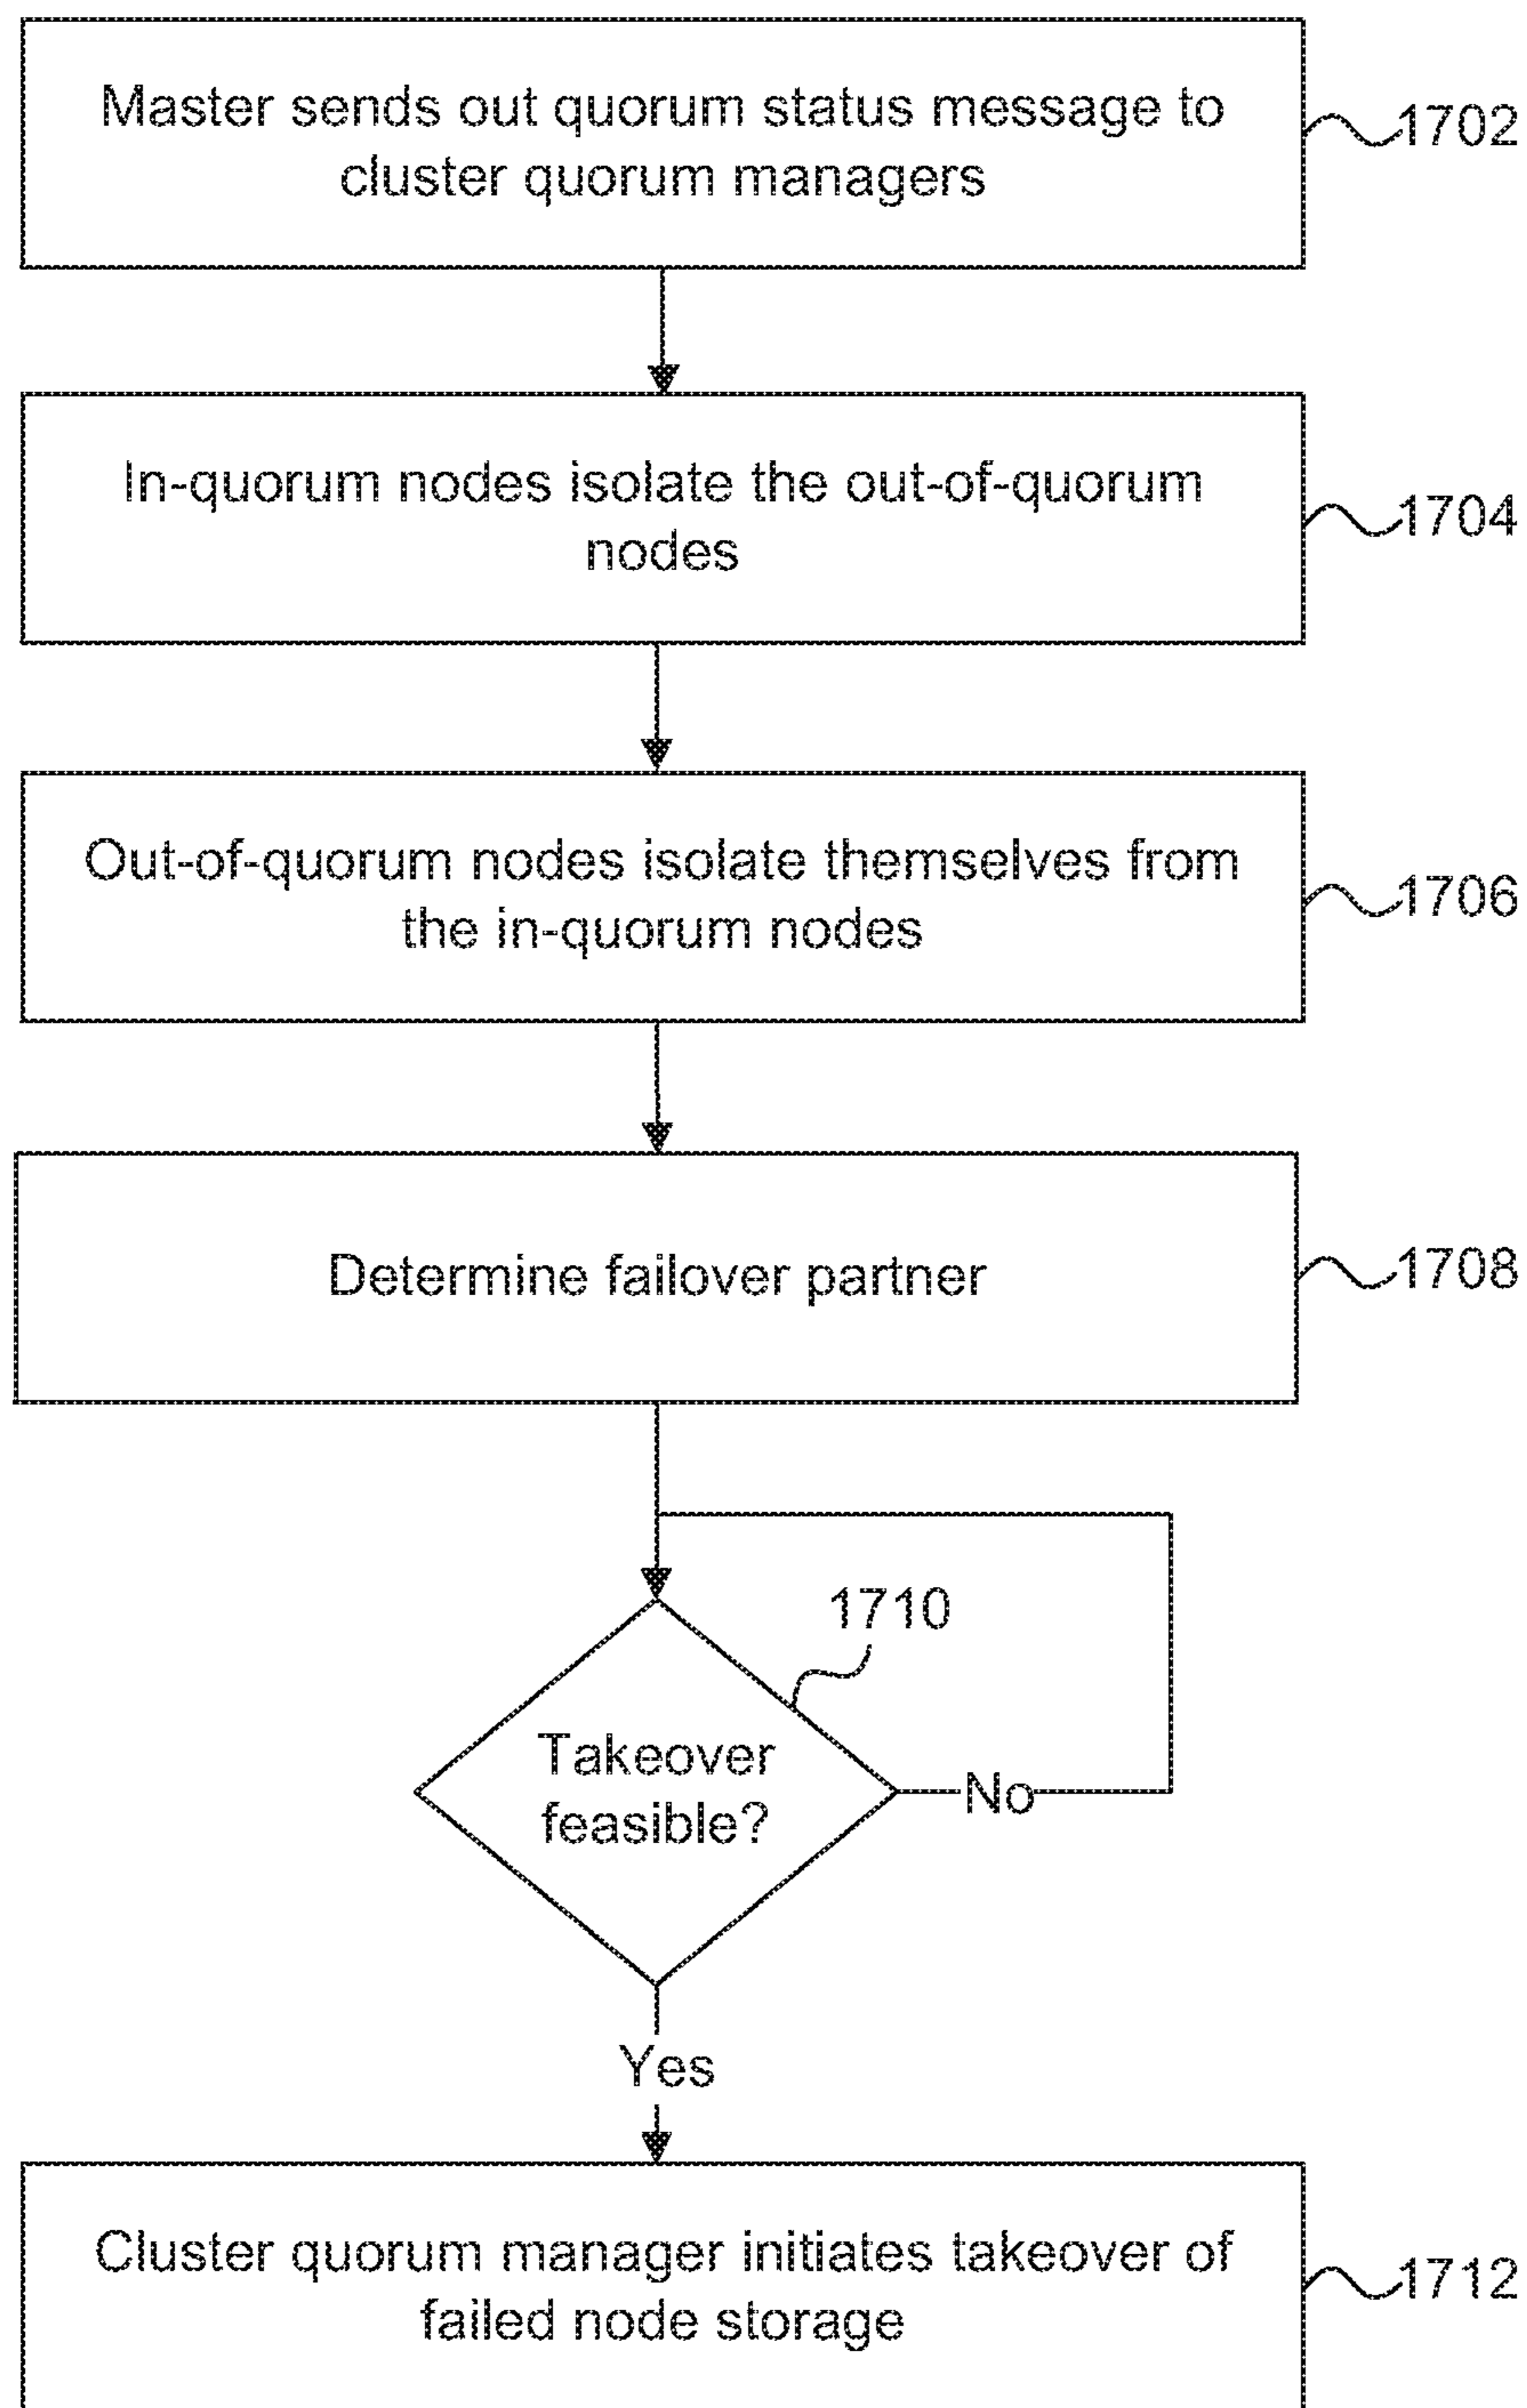 Master sends out quorum status message to
cluster quorum managers
1702
In-quorum nodes isolate the out-of-quorum
nodes
1704
Out-of-quorum nodes isolate themselves from
the in-quorum nodes
1706
Determine failover partner
1708
1710
Takeover
feasible?
No
Yes
Cluster quorum manager initiates takeover of
failed node storage
1712